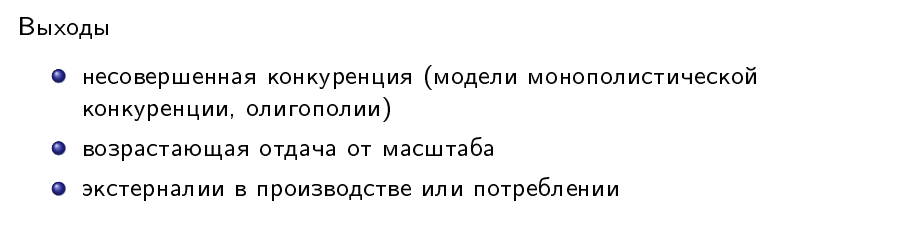 Выходы
несовершенная конкуренция (модели монополистической
конкуренции, олигополии)
возрастающая отдача от масштаба
экстерналии в производстве или потреблении